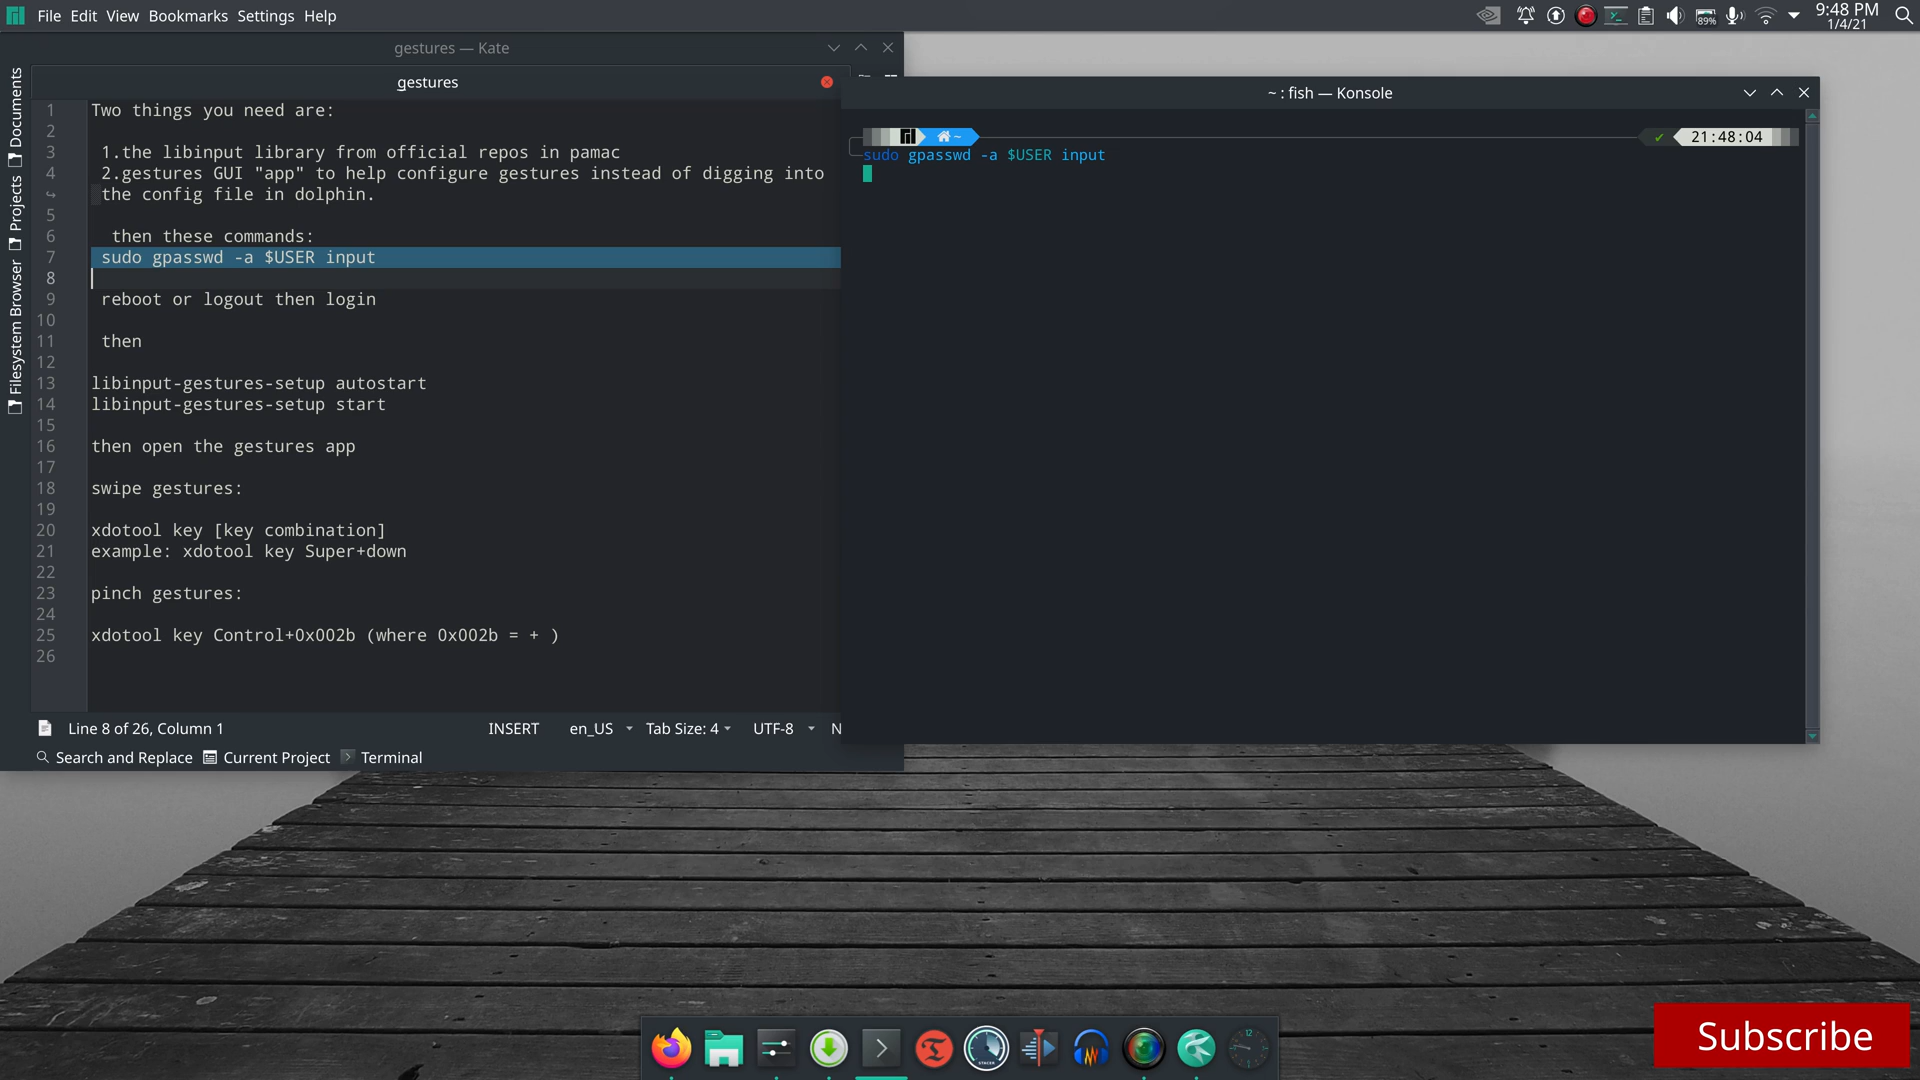 File Edit View Bookmarks Settings Help
89%
9:48 PM
1/4/21
gestures — Kate
gestures
Documents
Projects
Filesystem Browser
1 Two things you need are:
2
3 1.the libinput library from official repos in pamac
4 2.gestures GUI "app" to help configure gestures instead of digging into
the config file in dolphin.
5
6 then these commands:
7 sudo gpasswd -a $USER input
8
9 reboot or logout then login
10
11 then
12
13 libinput-gestures-setup autostart
14 libinput-gestures-setup start
15
16 then open the gestures app
17
18 swipe gestures:
19
20 xdotool key [key combination]
21 example: xdotool key Super+down
22
23 pinch gestures:
24
25 xdotool key Control+0x002b (where 0x002b = + )
26
Line 8 of 26, Column 1 INSERT en_US Tab Size: 4 UTF-8 N
Search and Replace Current Project Terminal
~ : fish — Konsole
~ ✓ 21:48:04
sudo gpasswd -a $USER input
STACER
12
Subscribe